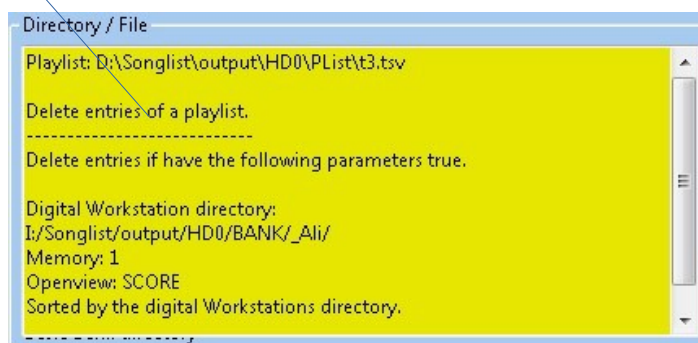 Directory / File
Playlist: D:\Songlist\output\HD0\PList\t3.tsv
Delete entries of a playlist.
----------------------------
Delete entries if have the following parameters true.
Digital Workstation directory:
I:/Songlist/output/HD0/BANK/_Ali/
Memory: 1
Openview: SCORE
Sorted by the digital Workstations directory.